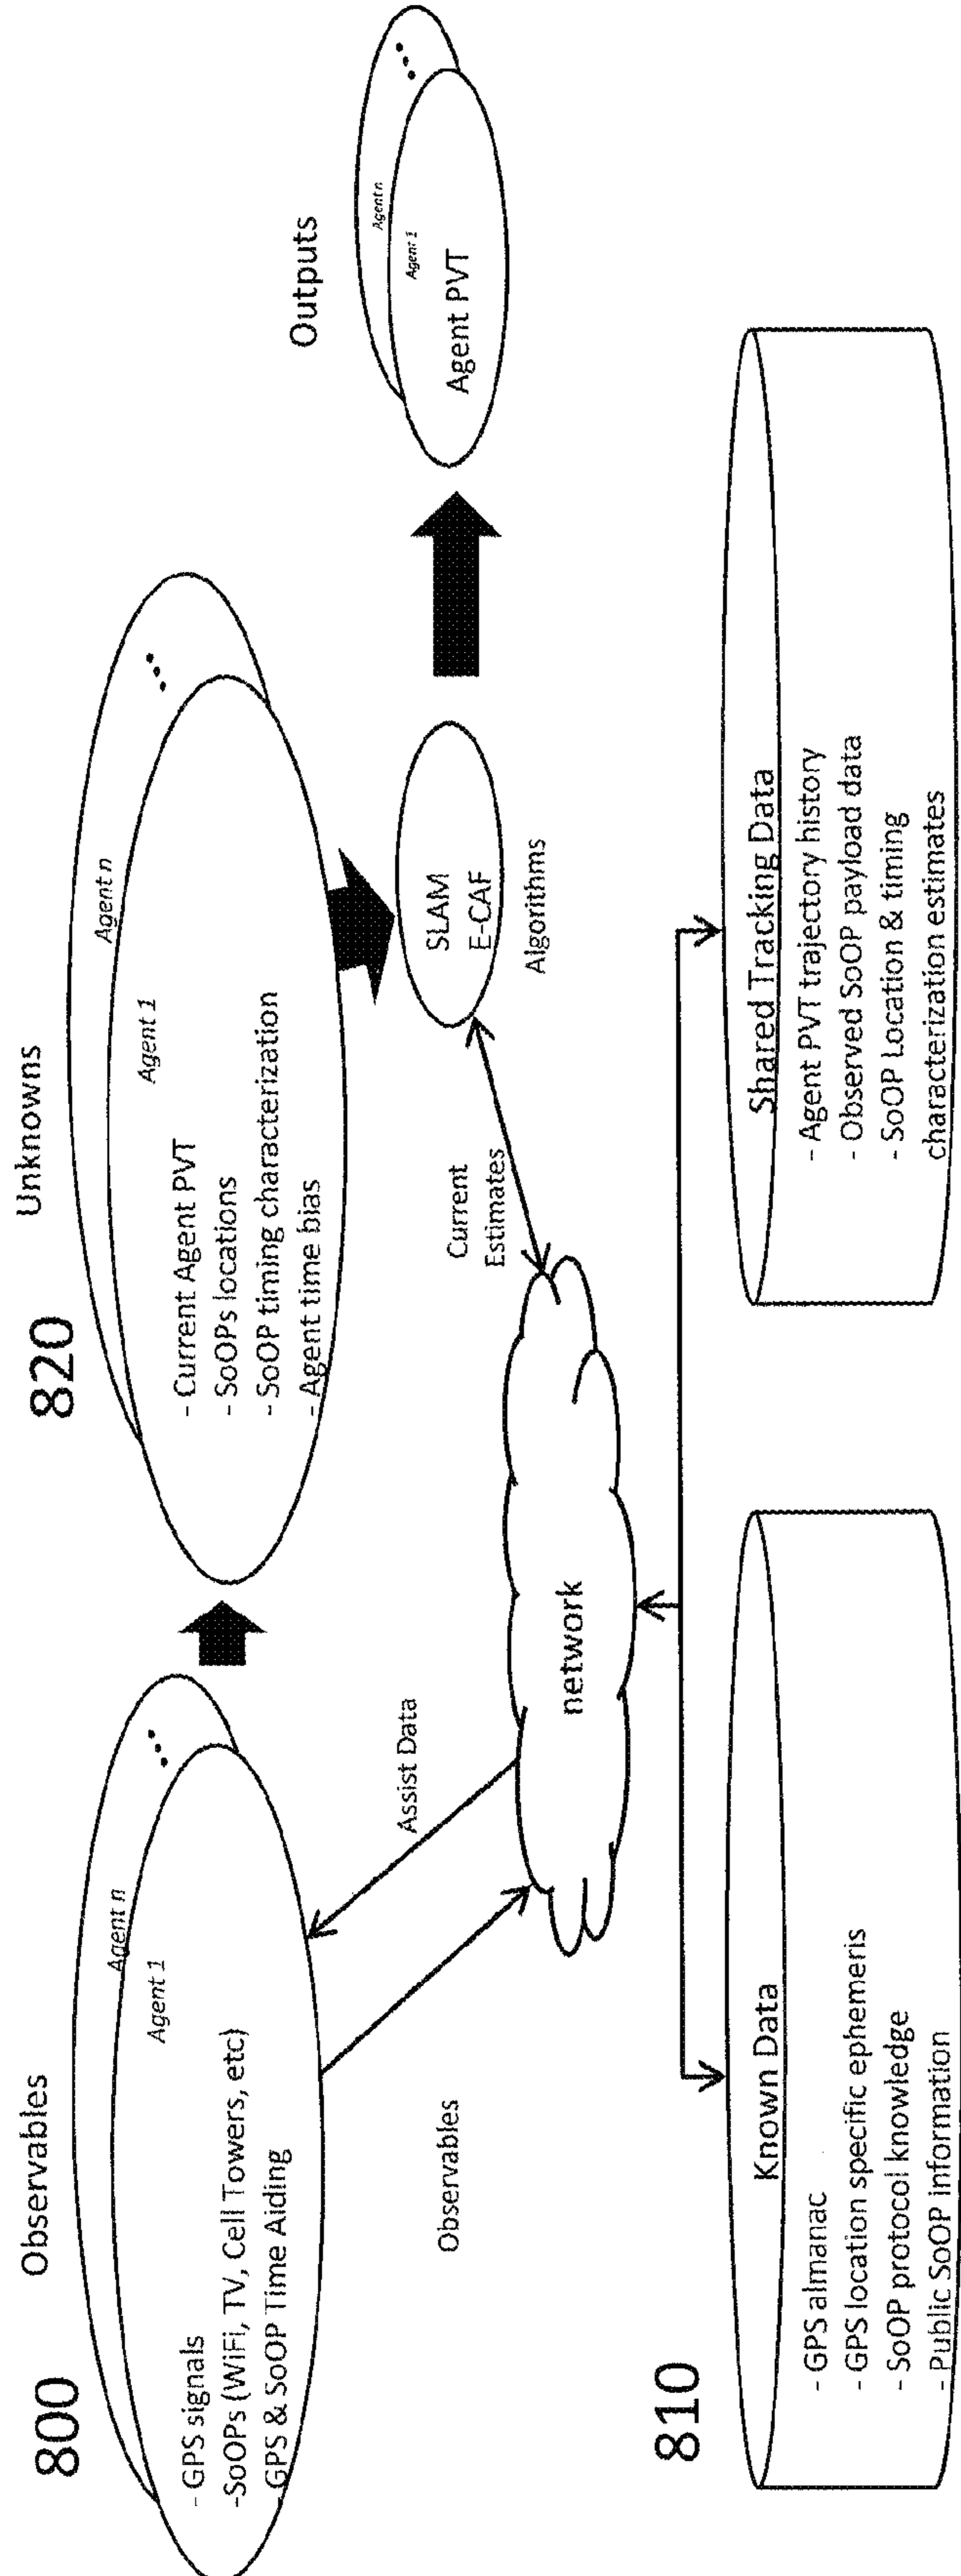 800
Observables
Agent n
Agent 1
- GPS signals
-SoOPs (WiFi, TV, Cell Towers, etc)
-GPS & SoOP Time Aiding
820
Unknowns
Agent n
Agent 1
- Current Agent PVT
- SoOPs locations
- SoOP timing characterization
- Agent time bias
Outputs
Agent n
Agent 1
Agent PVT
SLAM
E-CAF
Algorithms
Observables
Assist Data
network
Current
Estimates
810
Known Data
- GPS almanac
- GPS location specific ephemeris
- SoOP protocol knowledge
- Public SoOP information
Shared Tracking Data
- Agent PVT trajectory history
- Observed SoOP payload data
- SoOP Location & timing
characterization estimates